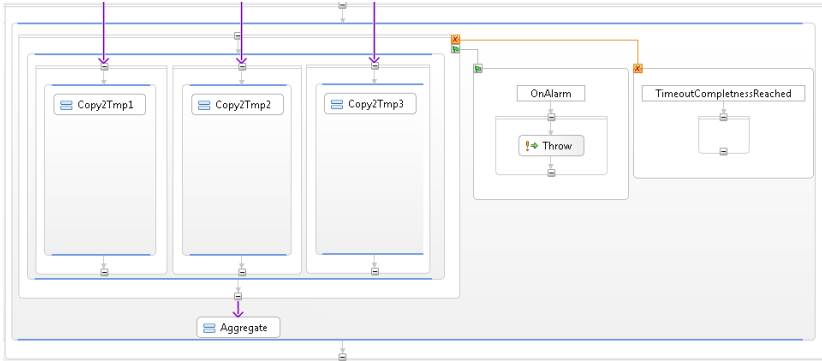 Copy2Tmp1
Copy2Tmp2
Copy2Tmp3
OnAlarm
TimeoutCompletnessReached
Throw
Aggregate